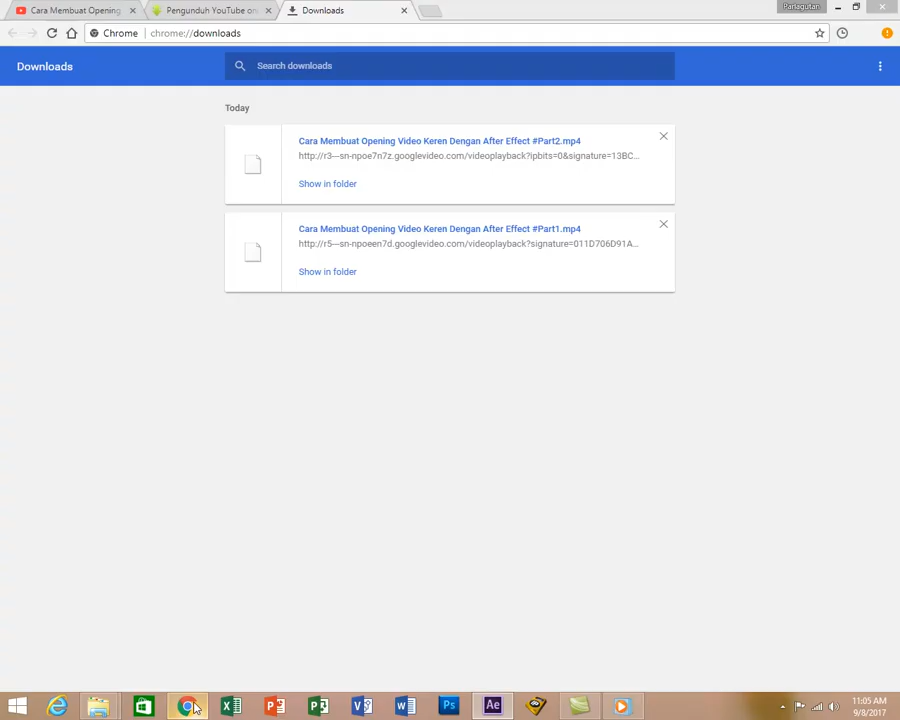 Cara Membuat Opening
Pengunduh YouTube on
Downloads
Parlagutan
Chrome
chrome://downloads
Downloads
Search downloads
Today
Cara Membuat Opening Video Keren Dengan After Effect #Part2.mp4
http://r3---sn-npoe7n7z.googlevideo.com/videoplayback?ipbits=0&signature=13BC...
Show in folder
Cara Membuat Opening Video Keren Dengan After Effect #Part1.mp4
http://r5---sn-npoeen7d.googlevideo.com/videoplayback?signature=011D706D91A...
Show in folder
Ps
Ae
11:05 AM
9/8/2017